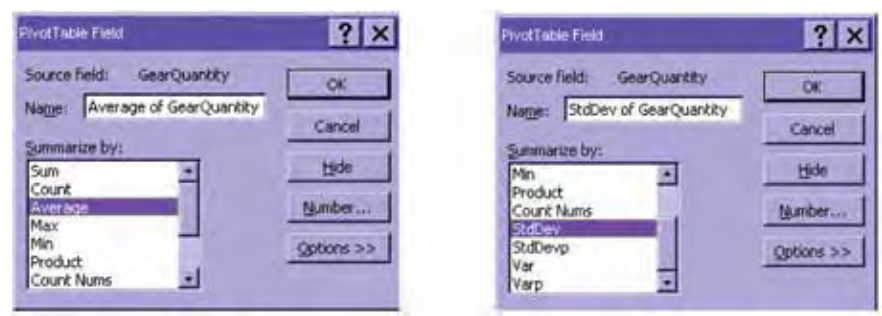 PivotTable Field
Source field: GearQuantity
Name: Average of GearQuantity
Summarize by:
Sum
Count
Average
Max
Min
Product
Count Nums
OK
Cancel
Hide
Number...
Options >>
PivotTable Field
Source field: GearQuantity
Name: StdDev of GearQuantity
Summarize by:
Min
Product
Count Nums
StdDev
StdDevp
Var
Varp
OK
Cancel
Hide
Number...
Options >>